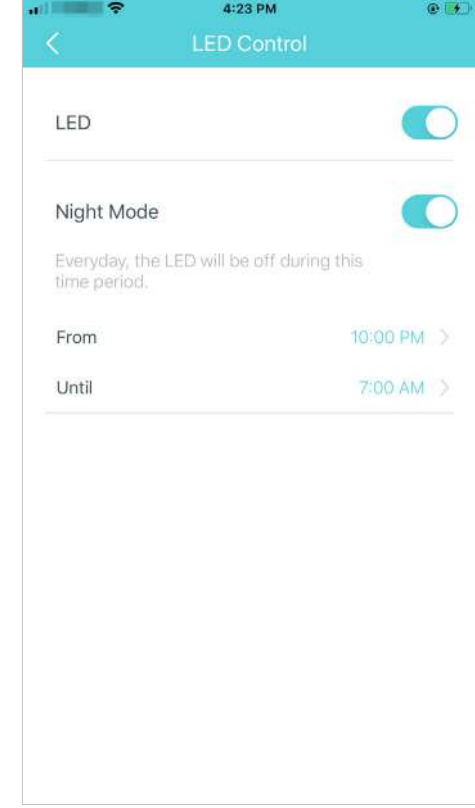 4:23 PM
LED Control
LED
Night Mode
Everyday, the LED will be off during this
time period.
From 10:00 PM
Until 7:00 AM